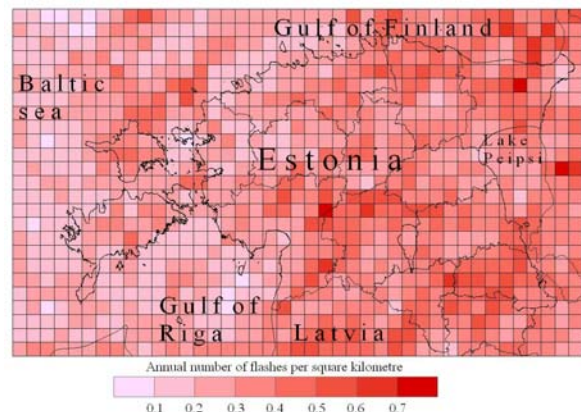 Gulf of Finland
Baltic
sea
Lake
Peipsi
Estonia
Gulf of
Riga
Latvia
Annual number of flashes per square kilometre
0.1 0.2 0.3 0.4 0.5 0.6 0.7